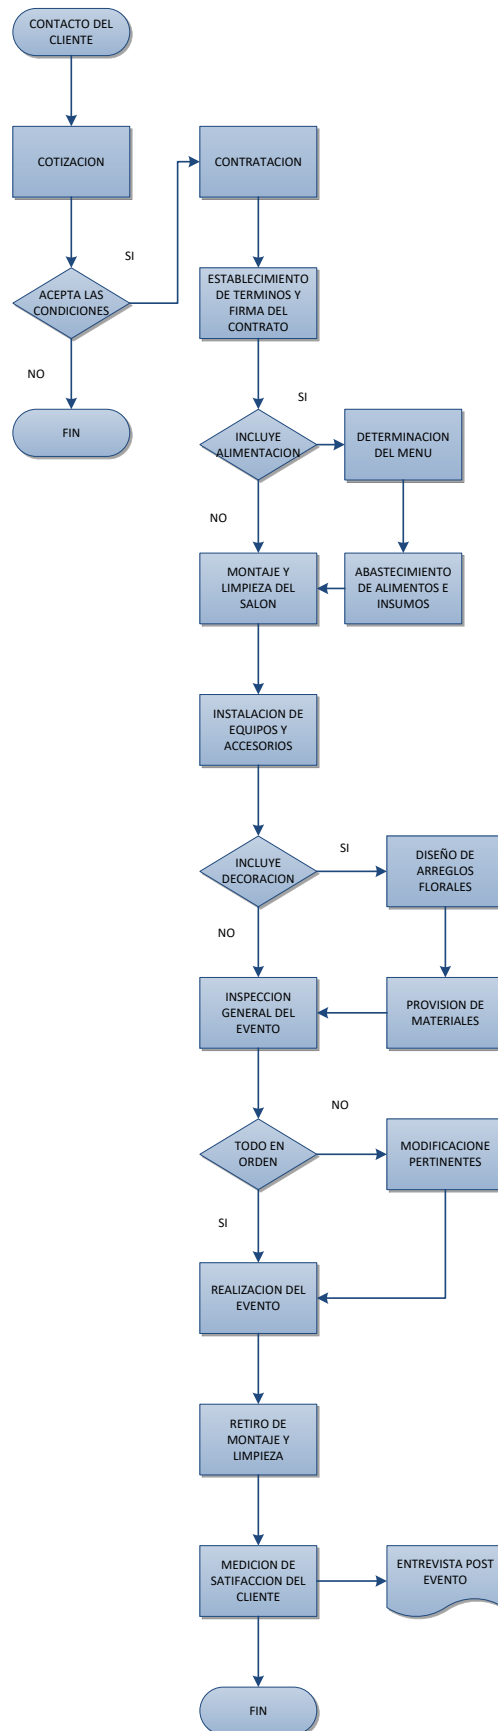 CONTACTO DEL
CLIENTE
COTIZACION
CONTRATACION
SI
ACEPTA LAS
CONDICIONES
ESTABLECIMIENTO
DE TERMINOS Y
FIRMA DEL
CONTRATO
NO
FIN
SI
INCLUYE
ALIMENTACION
DETERMINACION
DEL MENU
NO
MONTAJE Y
LIMPIEZA DEL
SALON
ABASTECIMIENTO
DE ALIMENTOS E
INSUMOS
INSTALACION DE
EQUIPOS Y
ACCESORIOS
SI
INCLUYE
DECORACION
DISEÑO DE
ARREGLOS
FLORALES
NO
INSPECCION
GENERAL DEL
EVENTO
PROVISION DE
MATERIALES
NO
TODO EN
ORDEN
MODIFICACIONE
PERTINENTES
SI
REALIZACION DEL
EVENTO
RETIRO DE
MONTAJE Y
LIMPIEZA
MEDICION DE
SATIFACCION DEL
CLIENTE
ENTREVISTA POST
EVENTO
FIN